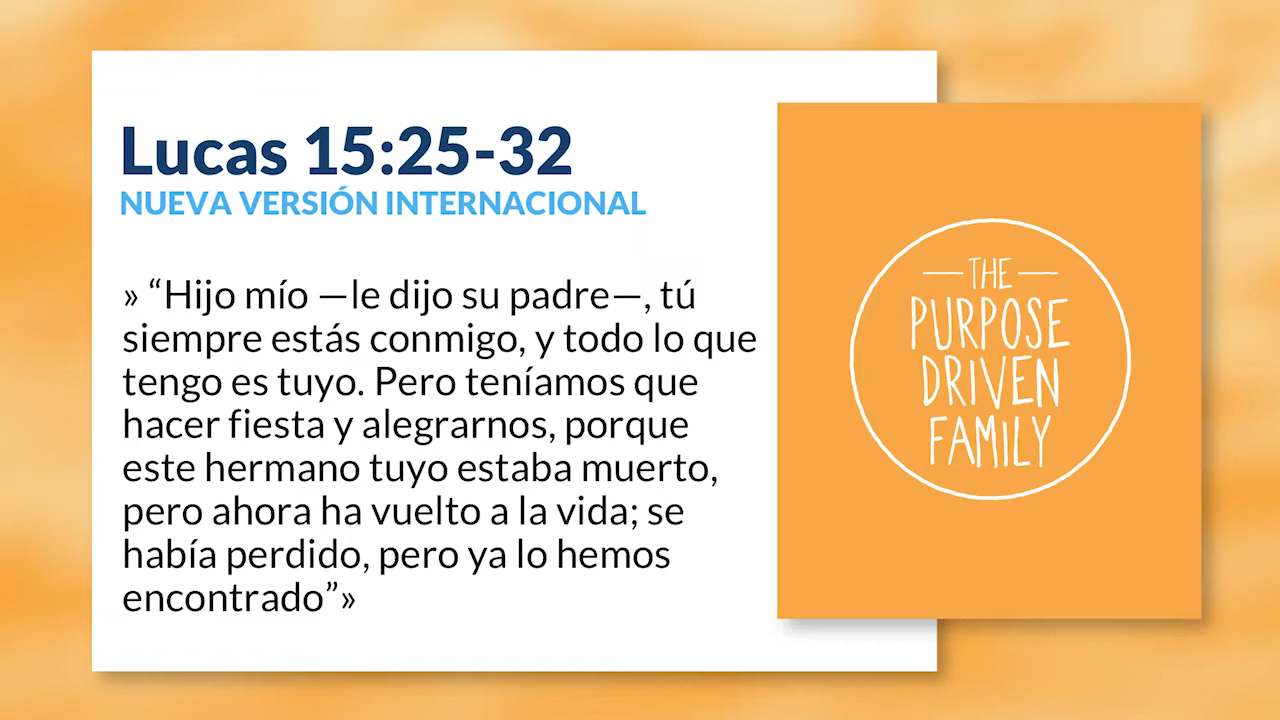 Lucas 15:25-32
NUEVA VERSIÓN INTERNACIONAL
» “Hijo mío —le dijo su padre—, tú
siempre estás conmigo, y todo lo que
tengo es tuyo. Pero teníamos que
hacer fiesta y alegrarnos, porque
este hermano tuyo estaba muerto,
pero ahora ha vuelto a la vida; se
había perdido, pero ya lo hemos
encontrado”»
THE
PURPOSE
DRIVEN
FAMILY